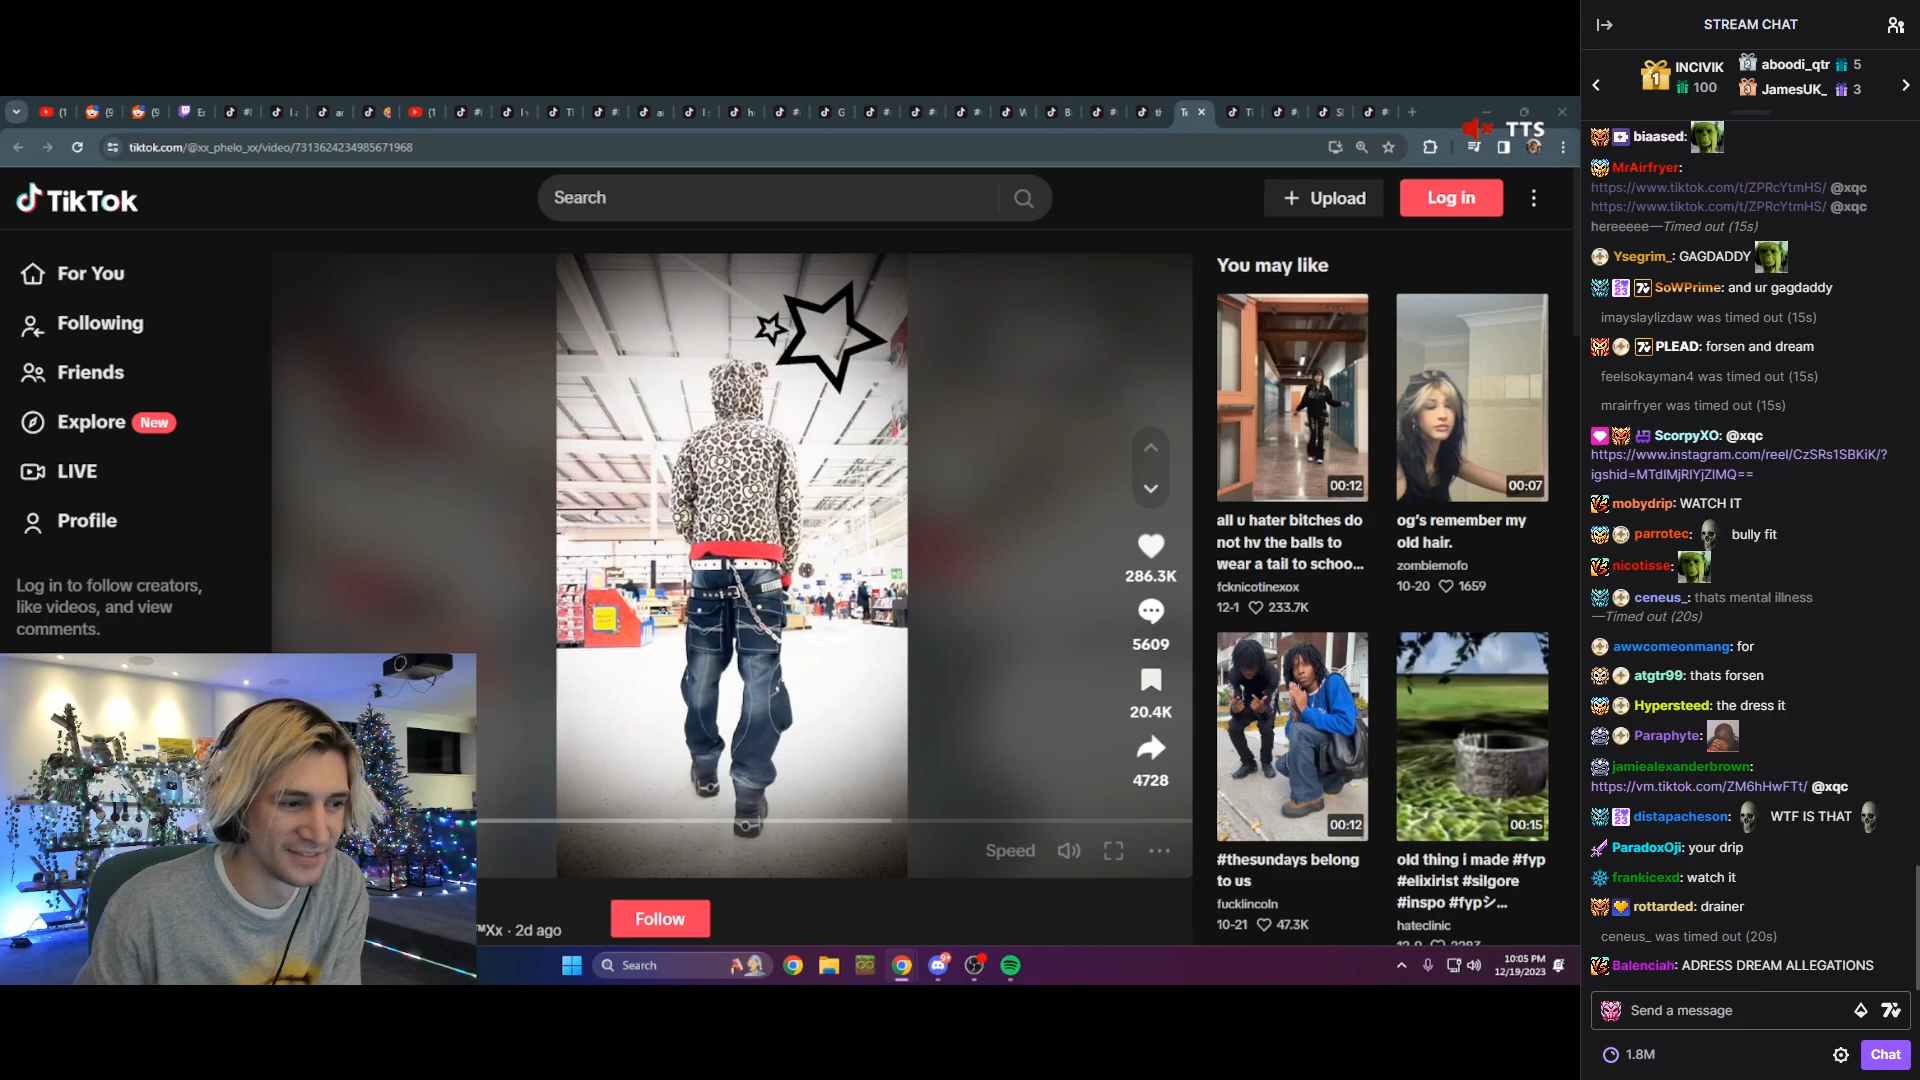 STREAM CHAT
INCIVIK
100
aboodi_qtr 5
JamesUK_ 3
TTS
tiktok.com/@xx_phelo_xx/video/7313624234985671968
TikTok
Search
Upload
Log in
For You
Following
Friends
Explore New
LIVE
Profile
Log in to follow creators,
like videos, and view
comments.
286.3K
5609
20.4K
4728
Speed
™Xx · 2d ago
Follow
You may like
00:12
all u hater bitches do
not hv the balls to
wear a tail to schoo...
fcknicotinexox
12-1 233.7K
00:07
og's remember my
old hair.
zombiemofo
10-20 1659
00:12
#thesundays belong
to us
fucklincoln
10-21 47.3K
00:15
old thing i made #fyp
#elixirist #silgore
#inspo #fypシ...
hateclinic
Search
10:05 PM
12/19/2023
biaased:
MrAirfryer:
https://www.tiktok.com/t/ZPRcYtmHS/ @xqc
https://www.tiktok.com/t/ZPRcYtmHS/ @xqc
hereeeee—Timed out (15s)
Ysegrim_: GAGDADDY
SoWPrime: and ur gagdaddy
imayslaylizdaw was timed out (15s)
PLEAD: forsen and dream
feelsokayman4 was timed out (15s)
mrairfryer was timed out (15s)
ScorpyXO: @xqc
https://www.instagram.com/reel/CzSRs1SBKiK/?
igshid=MTdlMjRlYjZlMQ==
mobydrip: WATCH IT
parrotec: bully fit
nicotisse:
ceneus_: thats mental illness
—Timed out (20s)
awwcomeonmang: for
atgtr99: thats forsen
Hypersteed: the dress it
Paraphyte:
jamiealexanderbrown:
https://vm.tiktok.com/ZM6hHwFTt/ @xqc
distapacheson: WTF IS THAT
ParadoxOji: your drip
frankicexd: watch it
rottarded: drainer
ceneus_ was timed out (20s)
Balenciah: ADRESS DREAM ALLEGATIONS
Send a message
1.8M
Chat